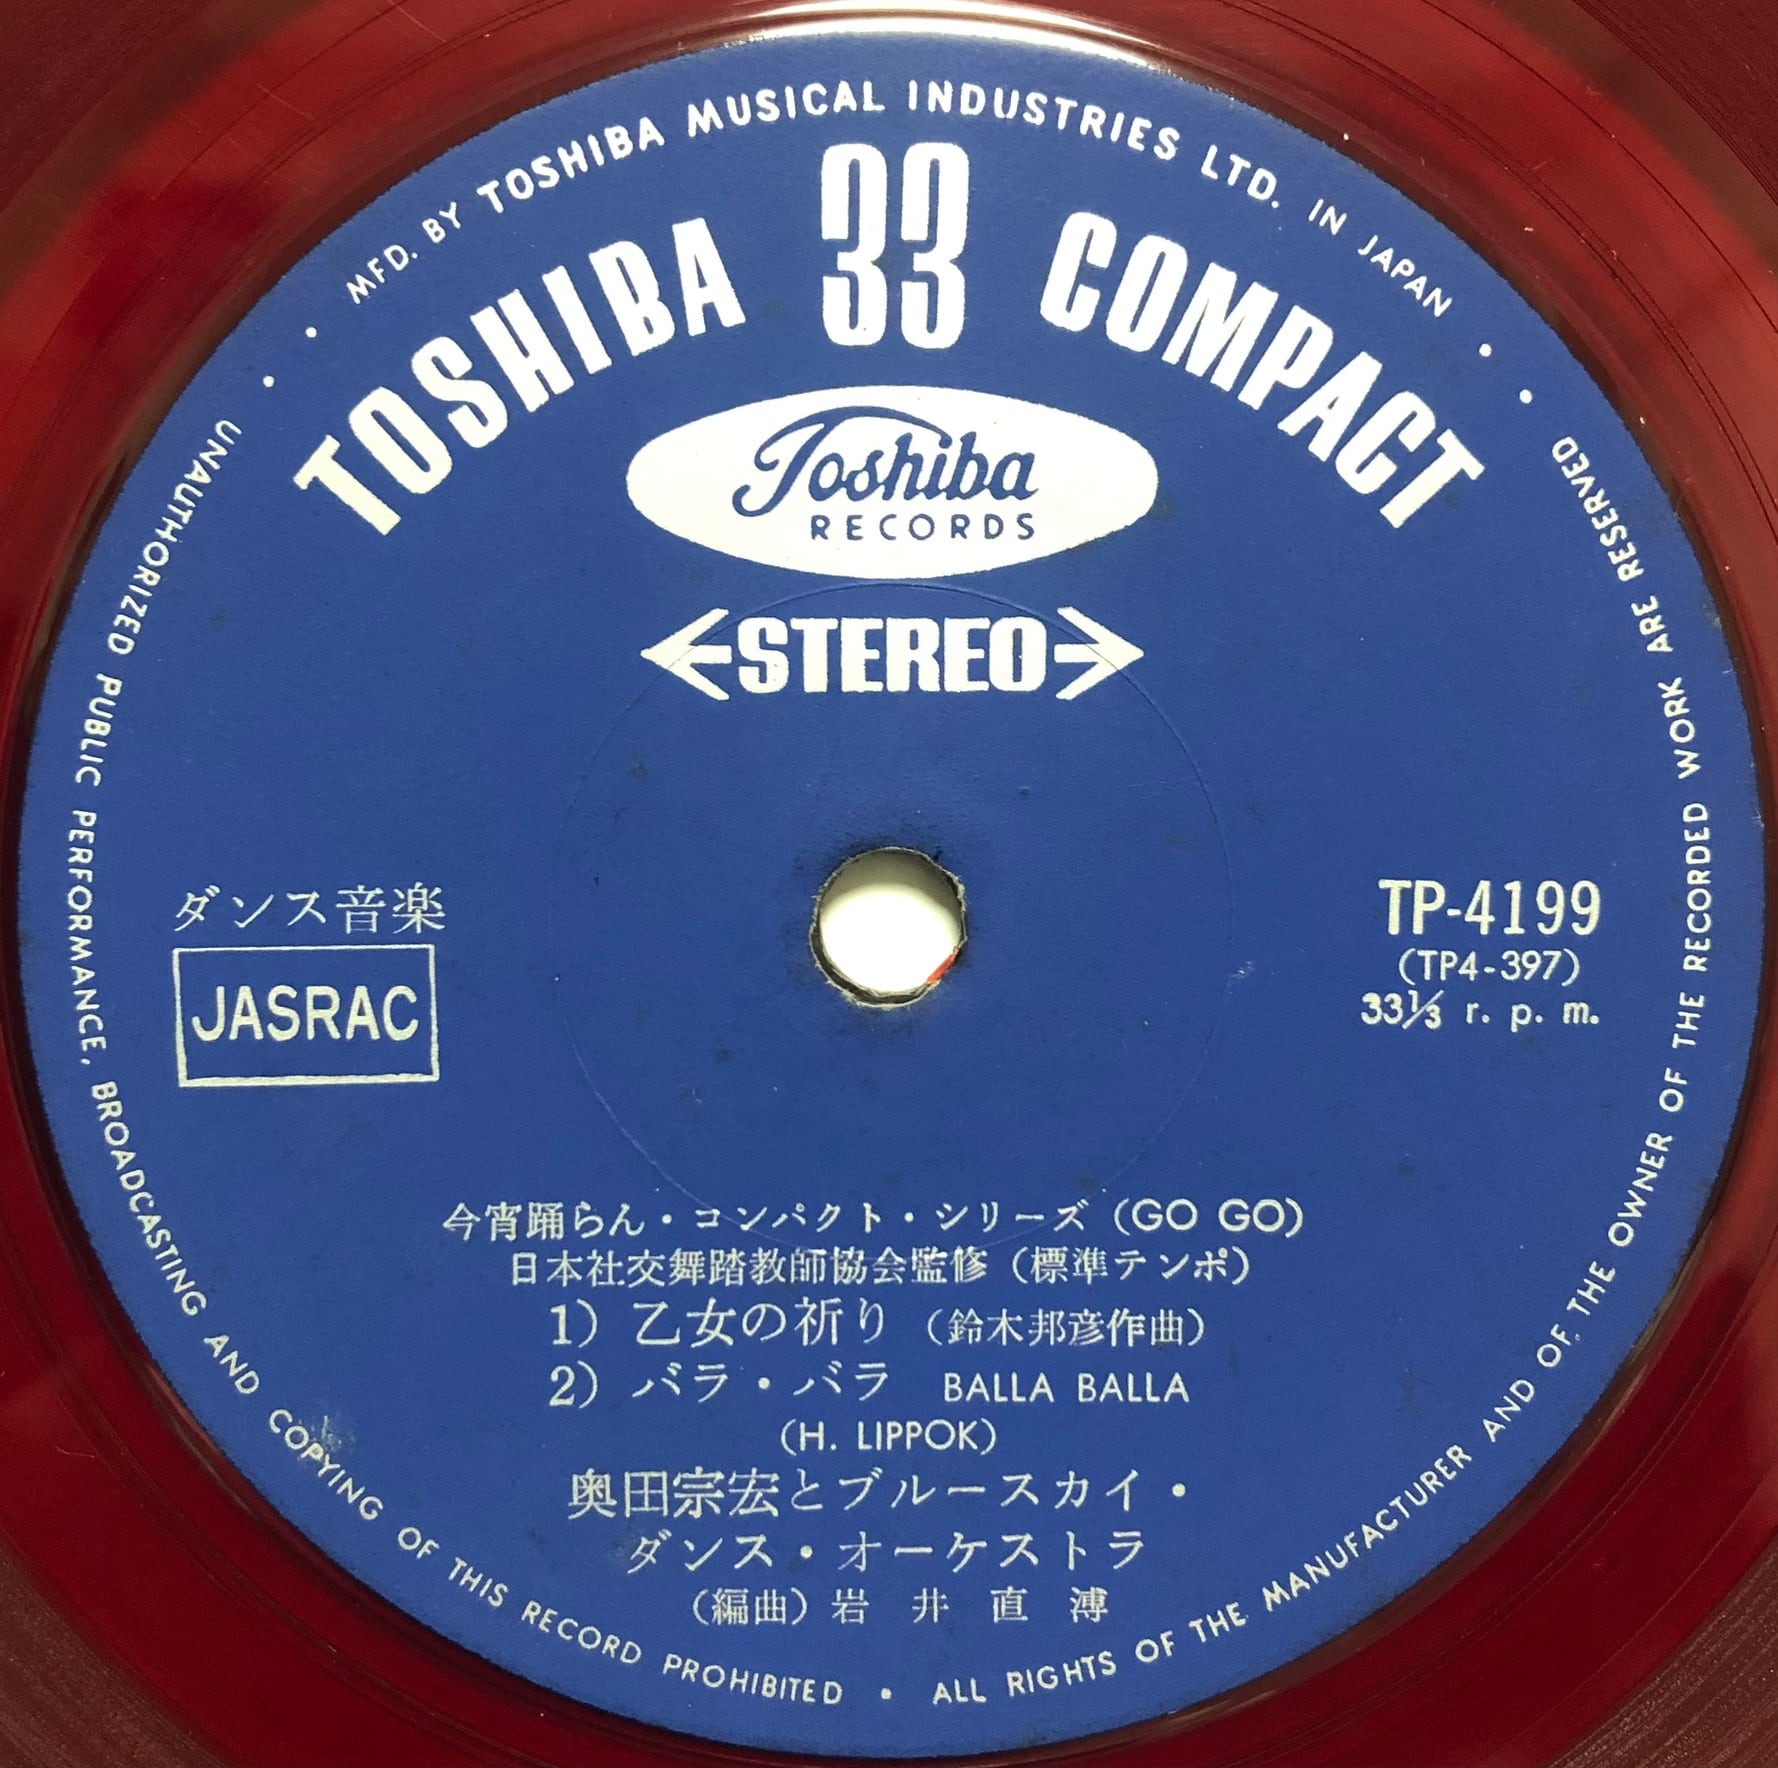 MFD. BY TOSHIBA MUSICAL INDUSTRIES LTD. IN JAPAN
TOSHIBA 33 COMPACT
Toshiba
RECORDS
STEREO
ダンス音楽
JASRAC
TP-4199
(TP4-397)
33⅓ r. p. m.
今宵踊らん・コンパクト・シリーズ (GO GO)
日本社交舞踏教師協会監修 (標準テンポ)
1) 乙女の祈り (鈴木邦彦作曲)
2) バラ・バラ BALLA BALLA
(H. LIPPOK)
奥田宗宏とブルースカイ・
ダンス・オーケストラ
(編曲) 岩井直溥
UNAUTHORIZED PUBLIC PERFORMANCE, BROADCASTING AND COPYING OF THIS RECORD PROHIBITED • ALL RIGHTS OF THE MANUFACTURER AND OF THE OWNER OF THE RECORDED WORK ARE RESERVED